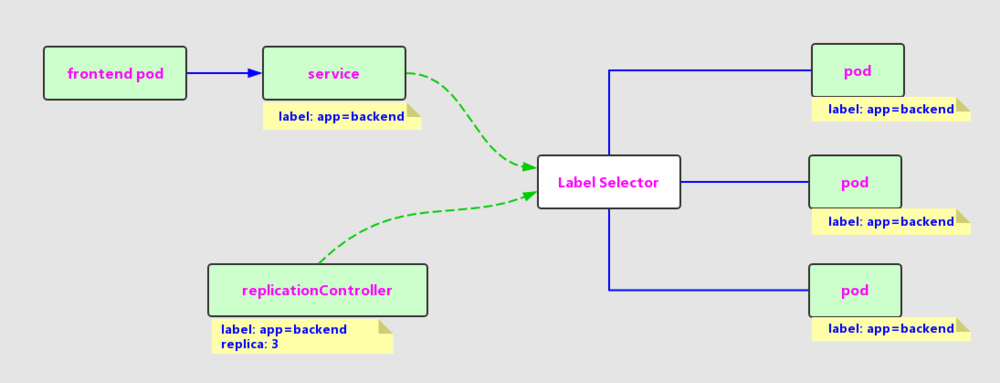 frontend pod
service
label: app=backend
pod
label: app=backend
Label Selector
pod
label: app=backend
replicationController
label: app=backend
replica: 3
pod
label: app=backend